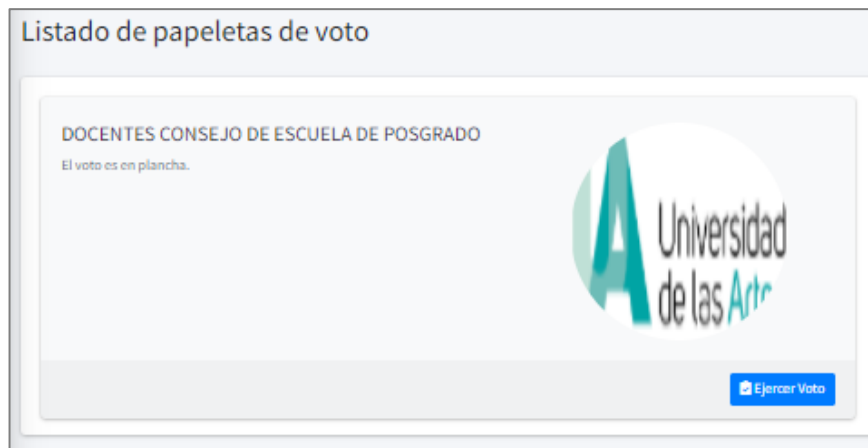 Listado de papeletas de voto
DOCENTES CONSEJO DE ESCUELA DE POSGRADO
El voto es en plancha.
Universidad
de las Arte
Ejercer Voto